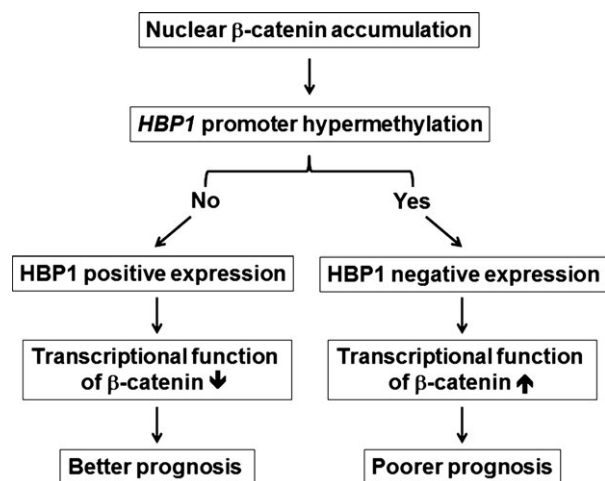 Nuclear β-catenin accumulation
HBP1 promoter hypermethylation
No
Yes
HBP1 positive expression
HBP1 negative expression
Transcriptional function
of β-catenin 🡇
Transcriptional function
of β-catenin 🡅
Better prognosis
Poorer prognosis